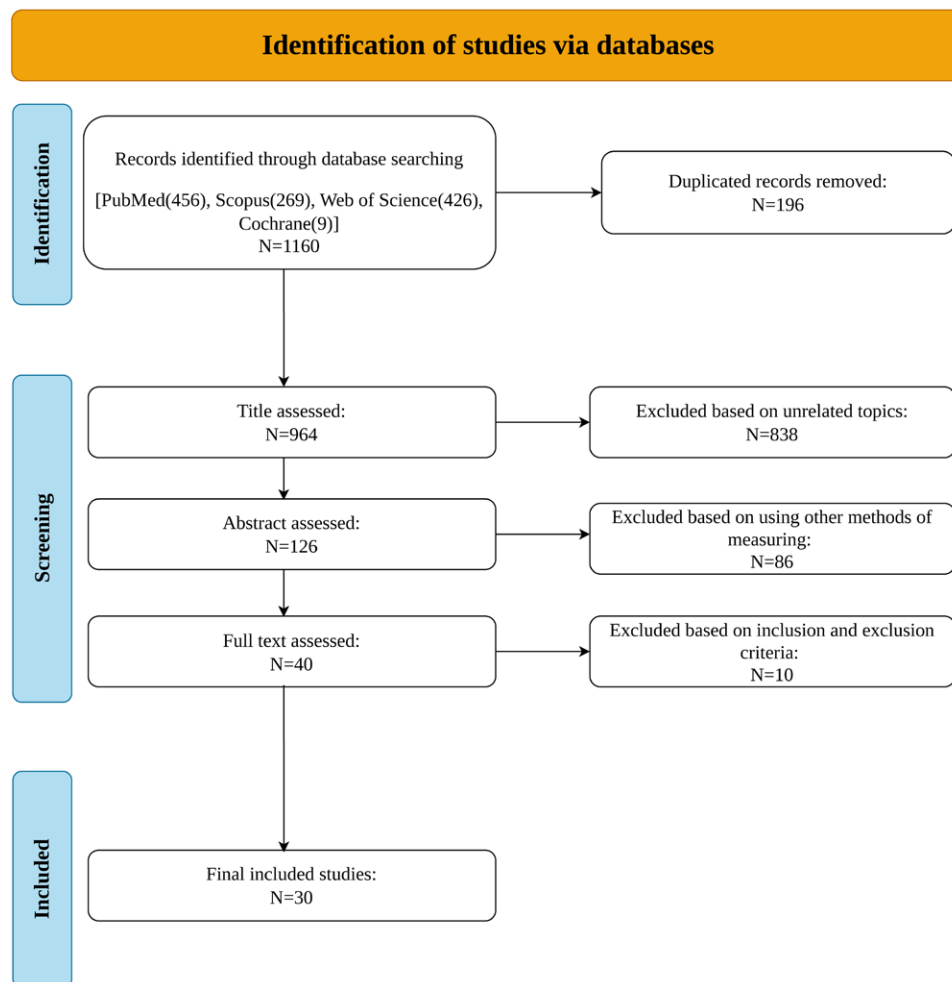 Identification of studies via databases
Identification
Records identified through database searching
[PubMed(456), Scopus(269), Web of Science(426),
Cochrane(9)]
N=1160
Duplicated records removed:
N=196
Screening
Title assessed:
N=964
Excluded based on unrelated topics:
N=838
Abstract assessed:
N=126
Excluded based on using other methods of
measuring:
N=86
Full text assessed:
N=40
Excluded based on inclusion and exclusion
criteria:
N=10
Included
Final included studies:
N=30